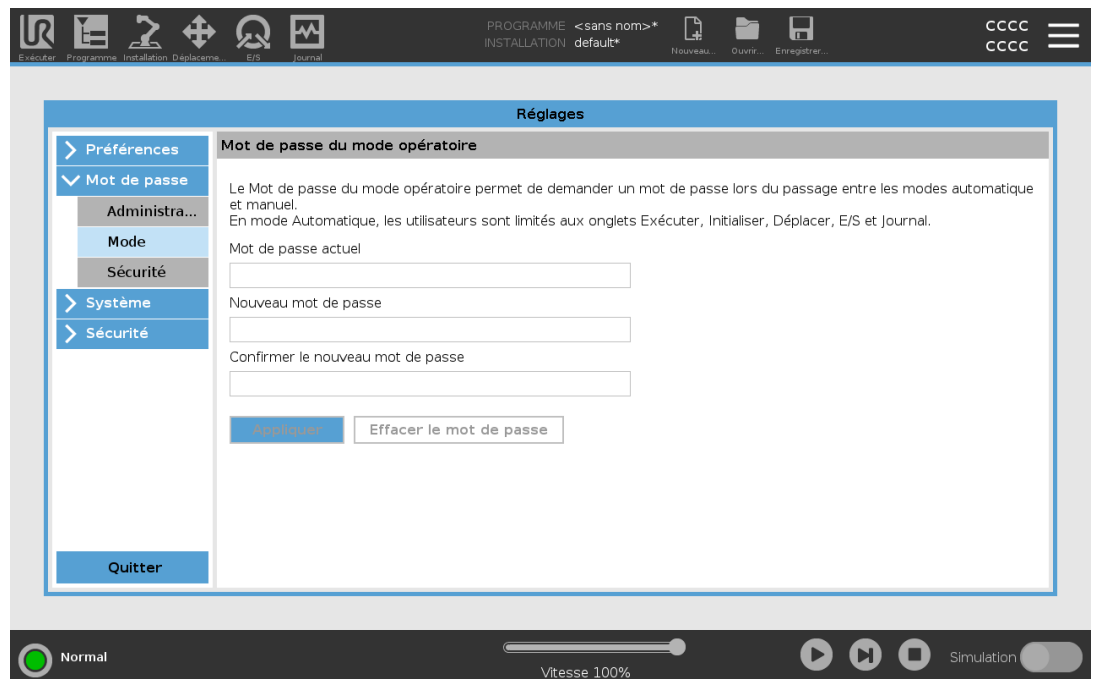 PROGRAMME <sans nom>*
INSTALLATION default*
Exécuter Programme Installation Déplaceme... E/S Journal
Nouveau... Ouvrir... Enregistrer...
CCCC
CCCC
Réglages
Préférences
Mot de passe
Administra...
Mode
Sécurité
Système
Sécurité
Quitter
Mot de passe du mode opératoire
Le Mot de passe du mode opératoire permet de demander un mot de passe lors du passage entre les modes automatique
et manuel.
En mode Automatique, les utilisateurs sont limités aux onglets Exécuter, Initialiser, Déplacer, E/S et Journal.
Mot de passe actuel
Nouveau mot de passe
Confirmer le nouveau mot de passe
Appliquer Effacer le mot de passe
Normal
Vitesse 100%
Simulation